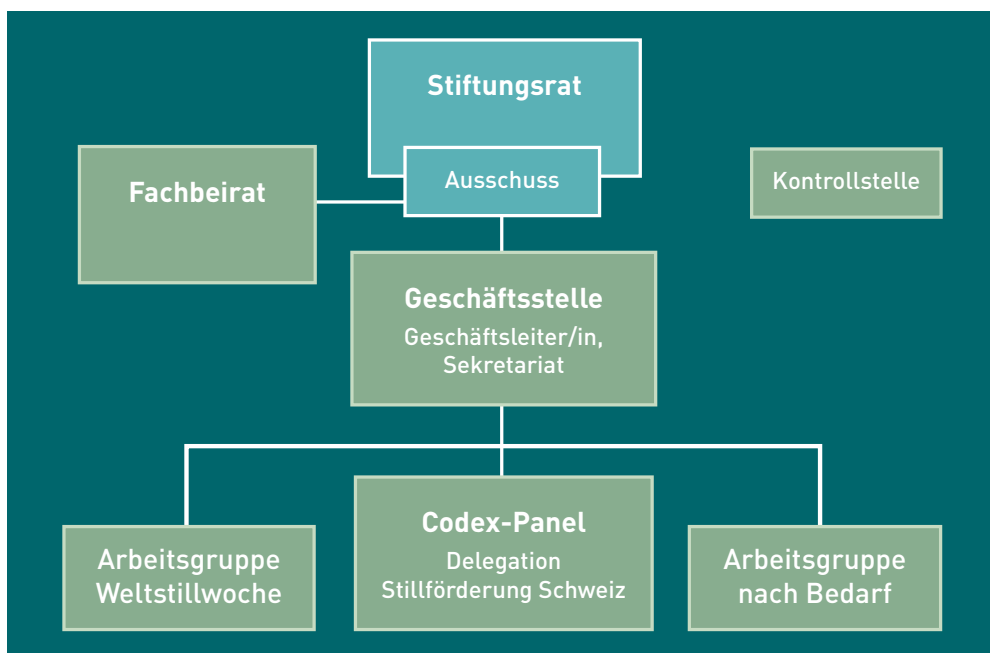 Stiftungsrat
Ausschuss
Fachbeirat
Kontrollstelle
Geschäftsstelle
Geschäftsleiter/in,
Sekretariat
Arbeitsgruppe
Weltstillwoche
Codex-Panel
Delegation
Stillförderung Schweiz
Arbeitsgruppe
nach Bedarf